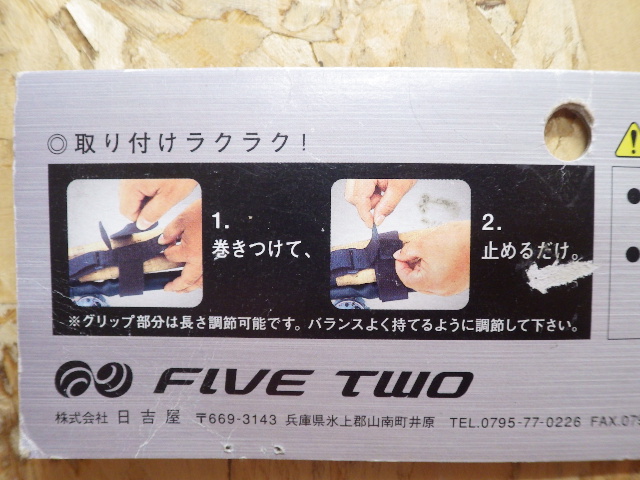 ◎取り付けラクラク!
1.
巻きつけて、
2.
止めるだけ。
※グリップ部分は長さ調節可能です。バランスよく持てるように調節して下さい。
FIVE TWO
株式会社 日吉屋 〒669-3143 兵庫県氷上郡山南町井原 TEL.0795-77-0226 FAX.079